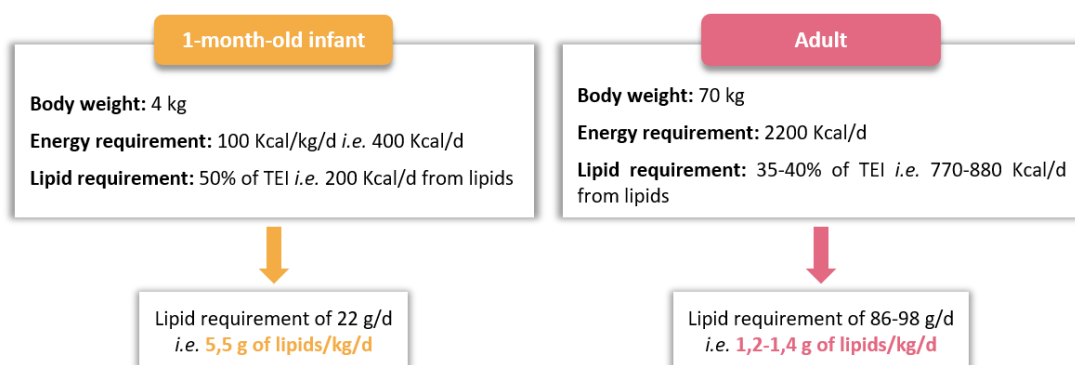 1-month-old infant
Body weight: 4 kg
Energy requirement: 100 Kcal/kg/d i.e. 400 Kcal/d
Lipid requirement: 50% of TEI i.e. 200 Kcal/d from lipids
Lipid requirement of 22 g/d
i.e. 5,5 g of lipids/kg/d
Adult
Body weight: 70 kg
Energy requirement: 2200 Kcal/d
Lipid requirement: 35-40% of TEI i.e. 770-880 Kcal/d
from lipids
Lipid requirement of 86-98 g/d
i.e. 1,2-1,4 g of lipids/kg/d